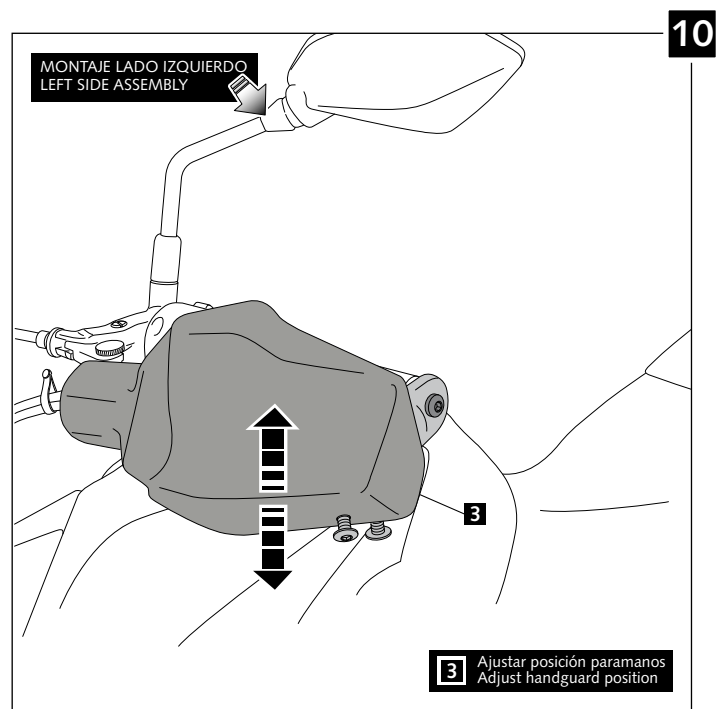 10
MONTAJE LADO IZQUIERDO
LEFT SIDE ASSEMBLY
3
3
Ajustar posición paramanos
Adjust handguard position